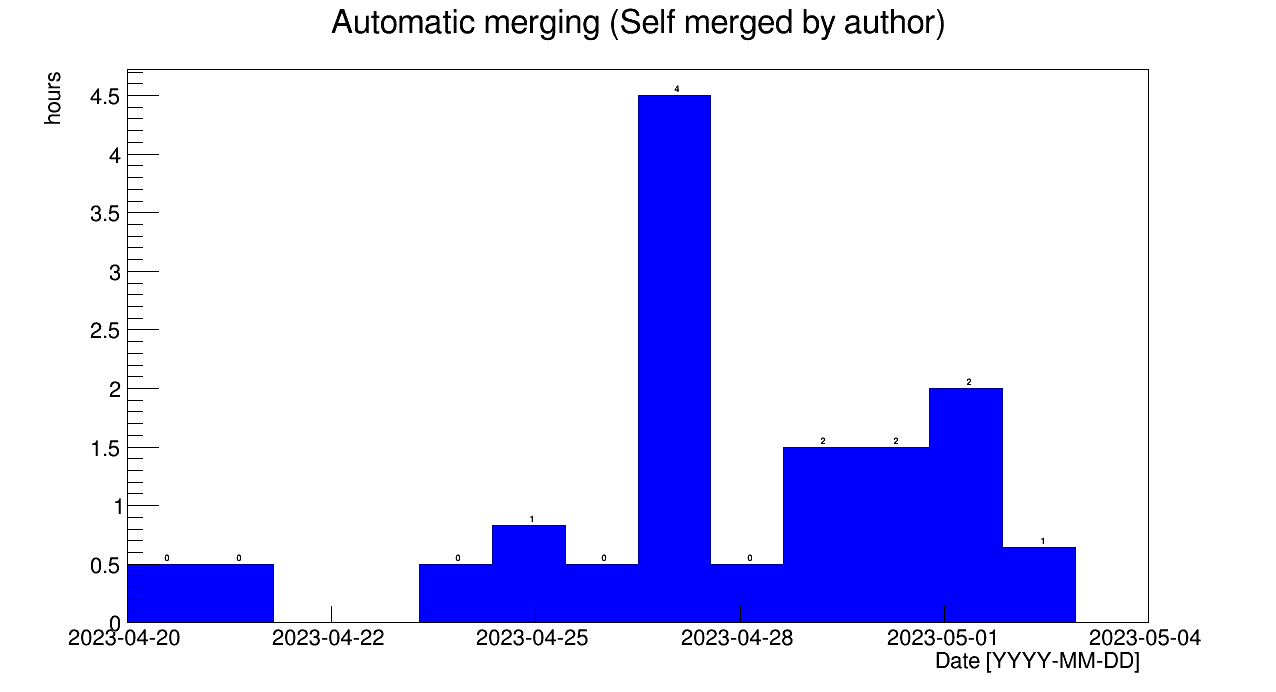 Automatic merging (Self merged by author)
hours
4.5
4
3.5
3
2.5
2
1.5
1
0.5
0
0 0 0 1 0 4 0 2 2 2 1
2023-04-20 2023-04-22 2023-04-25 2023-04-28 2023-05-01 2023-05-04
Date [YYYY-MM-DD]